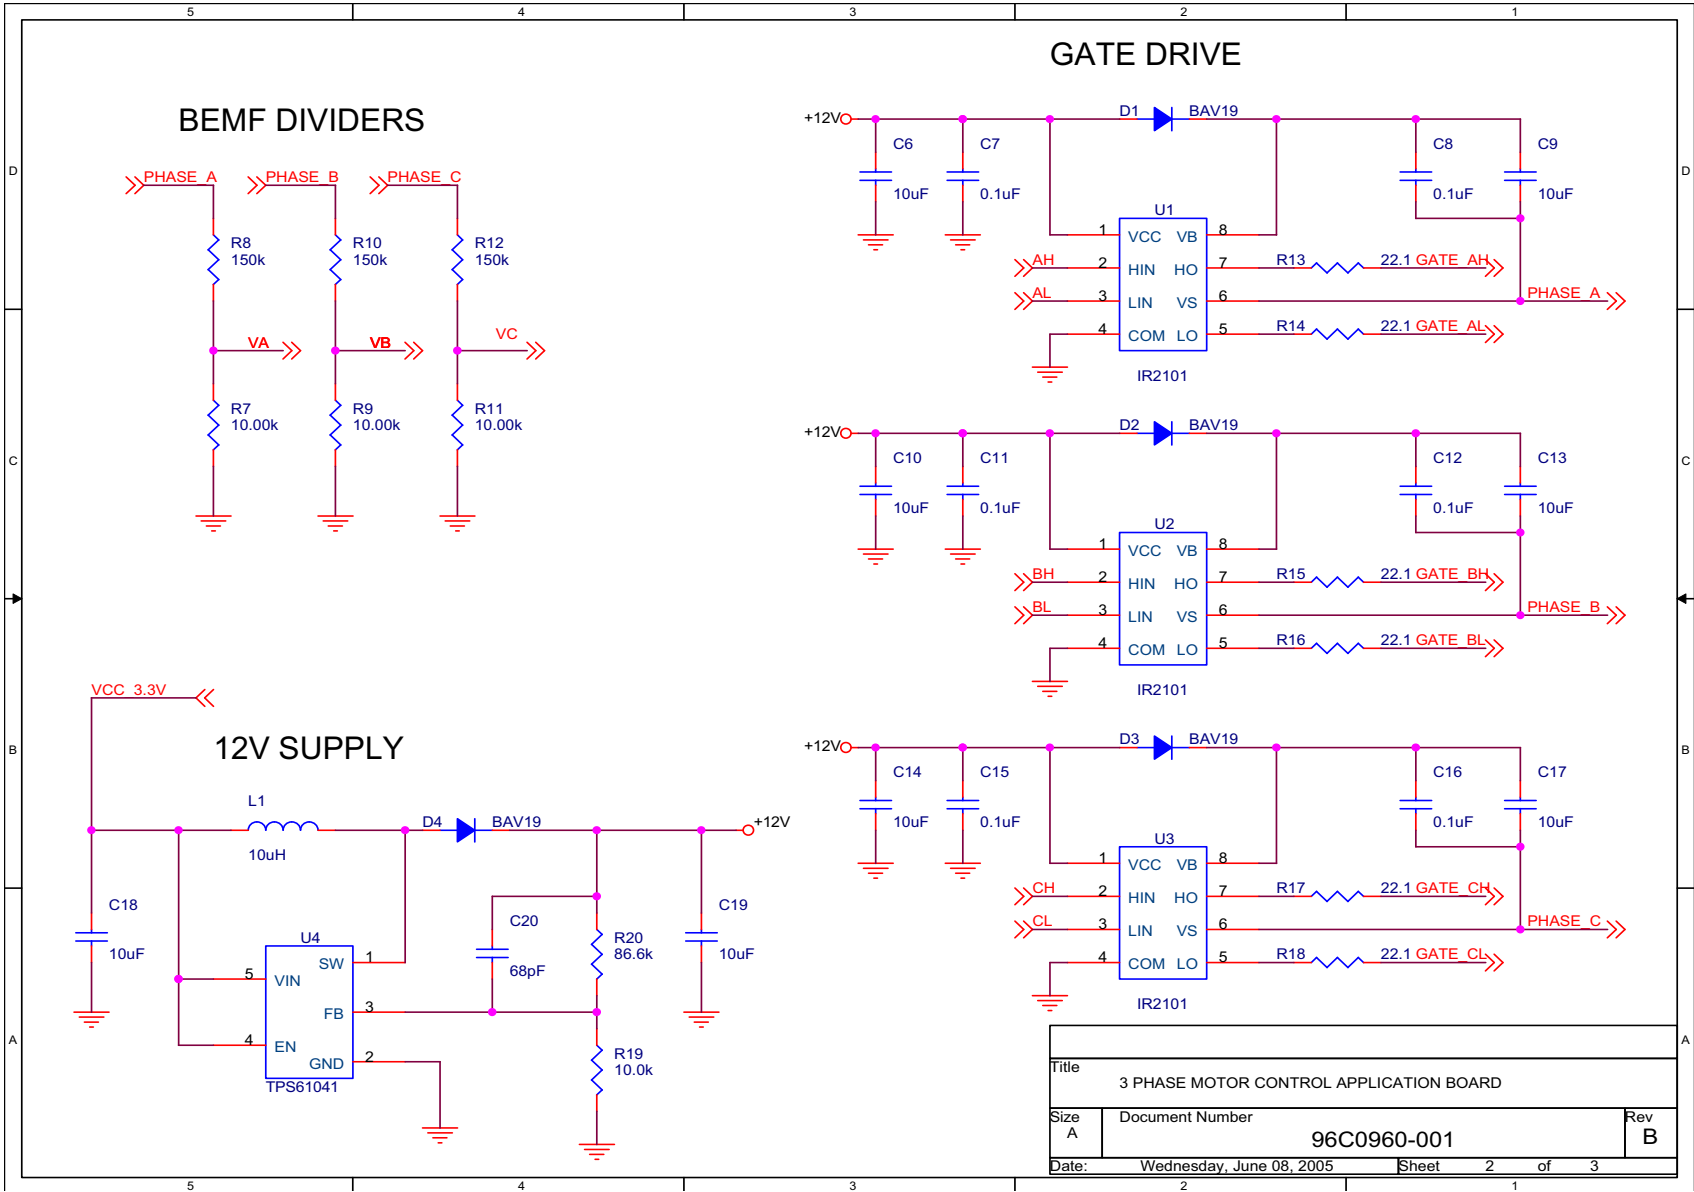 5 4 3 2 1
GATE DRIVE
BEMF DIVIDERS
PHASE_A PHASE_B PHASE_C
R8 150k
R10 150k
R12 150k
VA VB VC
R7 10.00k
R9 10.00k
R11 10.00k
+12V D1 BAV19
C6 10uF
C7 0.1uF
C8 0.1uF
C9 10uF
U1
1 VCC VB 8
AH 2 HIN HO 7 R13 22.1 GATE_AH
AL 3 LIN VS 6 PHASE_A
4 COM LO 5 R14 22.1 GATE_AL
IR2101
+12V D2 BAV19
C10 10uF
C11 0.1uF
C12 0.1uF
C13 10uF
U2
1 VCC VB 8
BH 2 HIN HO 7 R15 22.1 GATE_BH
BL 3 LIN VS 6 PHASE_B
4 COM LO 5 R16 22.1 GATE_BL
IR2101
VCC_3.3V
12V SUPPLY
L1
10uH
D4 BAV19
+12V
C18 10uF
C20 68pF
R20 86.6k
C19 10uF
U4
SW 1
5 VIN
FB 3
4 EN
GND 2
TPS61041
R19 10.0k
+12V D3 BAV19
C14 10uF
C15 0.1uF
C16 0.1uF
C17 10uF
U3
1 VCC VB 8
CH 2 HIN HO 7 R17 22.1 GATE_CH
CL 3 LIN VS 6 PHASE_C
4 COM LO 5 R18 22.1 GATE_CL
IR2101
Title
3 PHASE MOTOR CONTROL APPLICATION BOARD
Size Document Number Rev
A 96C0960-001 B
Date: Wednesday, June 08, 2005 Sheet 2 of 3
D D
C C
B B
A A
5 4 3 2 1